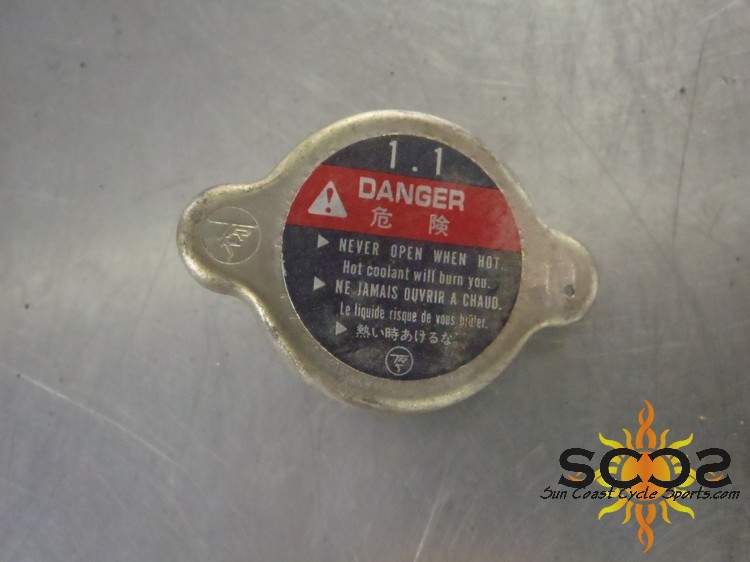 1.1
DANGER
危険
NEVER OPEN WHEN HOT.
Hot coolant will burn you.
NE JAMAIS OUVRIR A CHAUD.
Le liquide risque de vous brûler.
熱い時あけるな。
SCCS
Sun Coast Cycle Sports.com